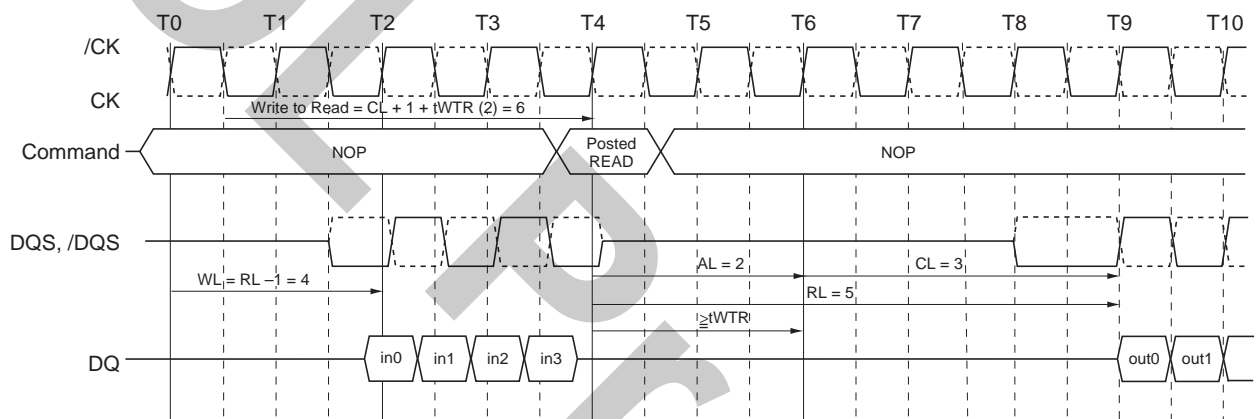 T0 T1 T2 T3 T4 T5 T6 T7 T8 T9 T10
/CK
CK
Write to Read = CL + 1 + tWTR (2) = 6
Command
NOP
Posted
READ
NOP
DQS, /DQS
AL = 2
CL = 3
WL = RL –1 = 4
RL = 5
≧tWTR
DQ
in0 in1 in2 in3
out0 out1